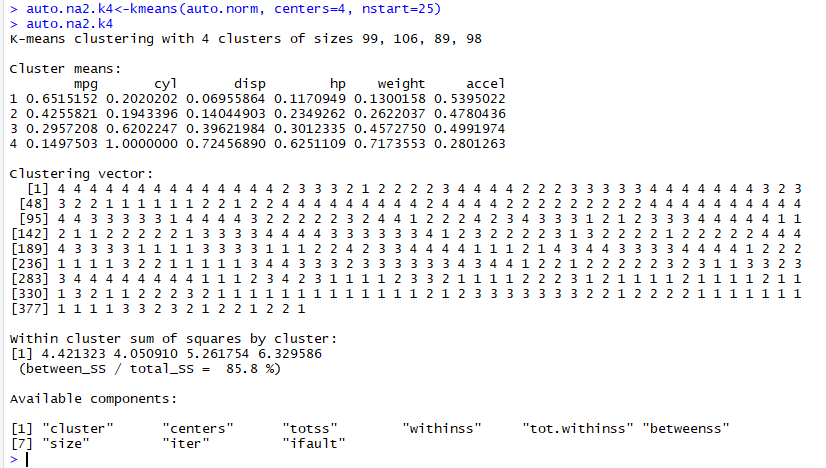 > auto.na2.k4<-kmeans(auto.norm, centers=4, nstart=25)
> auto.na2.k4
K-means clustering with 4 clusters of sizes 99, 106, 89, 98
Cluster means:
mpg cyl disp hp weight accel
1 0.6515152 0.2020202 0.06955864 0.1170949 0.1300158 0.5395022
2 0.4255821 0.1943396 0.14044903 0.2349262 0.2622037 0.4780436
3 0.2957208 0.6202247 0.39621984 0.3012335 0.4572750 0.4991974
4 0.1497503 1.0000000 0.72456890 0.6251109 0.7173553 0.2801263
Clustering vector:
[1] 4 4 4 4 4 4 4 4 4 4 4 4 4 4 2 3 3 3 2 1 2 2 2 2 3 4 4 4 4 2 2 2 3 3 3 3 3 4 4 4 4 4 4 4 3 2 3
[48] 3 2 2 1 1 1 1 1 1 2 2 1 2 2 4 4 4 4 4 4 4 4 4 2 4 4 4 4 2 2 2 2 2 2 2 2 2 4 4 4 4 4 4 4 4 4 4
[95] 4 4 3 3 3 3 3 1 4 4 4 4 3 2 2 2 2 2 3 2 4 4 1 2 2 2 4 2 3 4 3 3 3 1 2 1 2 3 3 3 4 4 4 4 1 1
[142] 2 1 1 2 2 2 2 2 1 3 3 3 3 4 4 4 4 3 3 3 3 3 3 4 1 2 3 2 2 2 2 3 1 3 2 2 2 2 1 2 2 2 2 2 4 4
[189] 4 3 3 3 3 1 1 1 1 3 3 3 3 1 1 1 2 2 4 2 3 3 4 4 4 4 1 1 1 2 1 4 3 4 4 3 3 3 3 4 4 4 4 1 2 2 2
[236] 1 1 1 1 3 2 2 1 1 1 1 1 3 4 4 3 3 3 2 3 3 3 3 3 3 4 3 4 4 1 2 2 1 2 2 2 2 2 3 2 3 1 1 3 3 2 3
[283] 3 4 4 4 4 4 4 4 4 1 1 1 2 3 4 2 3 1 1 1 1 2 3 3 2 1 1 1 1 2 2 2 3 1 2 1 1 1 1 2 1 1 1 1 2 1 1
[330] 1 3 2 1 1 2 2 2 3 2 1 1 1 1 1 1 1 1 1 1 1 1 1 1 2 1 2 3 3 3 3 3 3 3 2 2 1 2 2 2 2 1 1 1 1 1 1 1
[377] 1 1 1 1 3 3 2 3 2 1 2 2 1 2 2 1
Within cluster sum of squares by cluster:
[1] 4.421323 4.050910 5.261754 6.329586
(between_SS / total_SS = 85.8 %)
Available components:
[1] "cluster" "centers" "totss" "withinss" "tot.withinss" "betweenss"
[7] "size" "iter" "ifault"
>